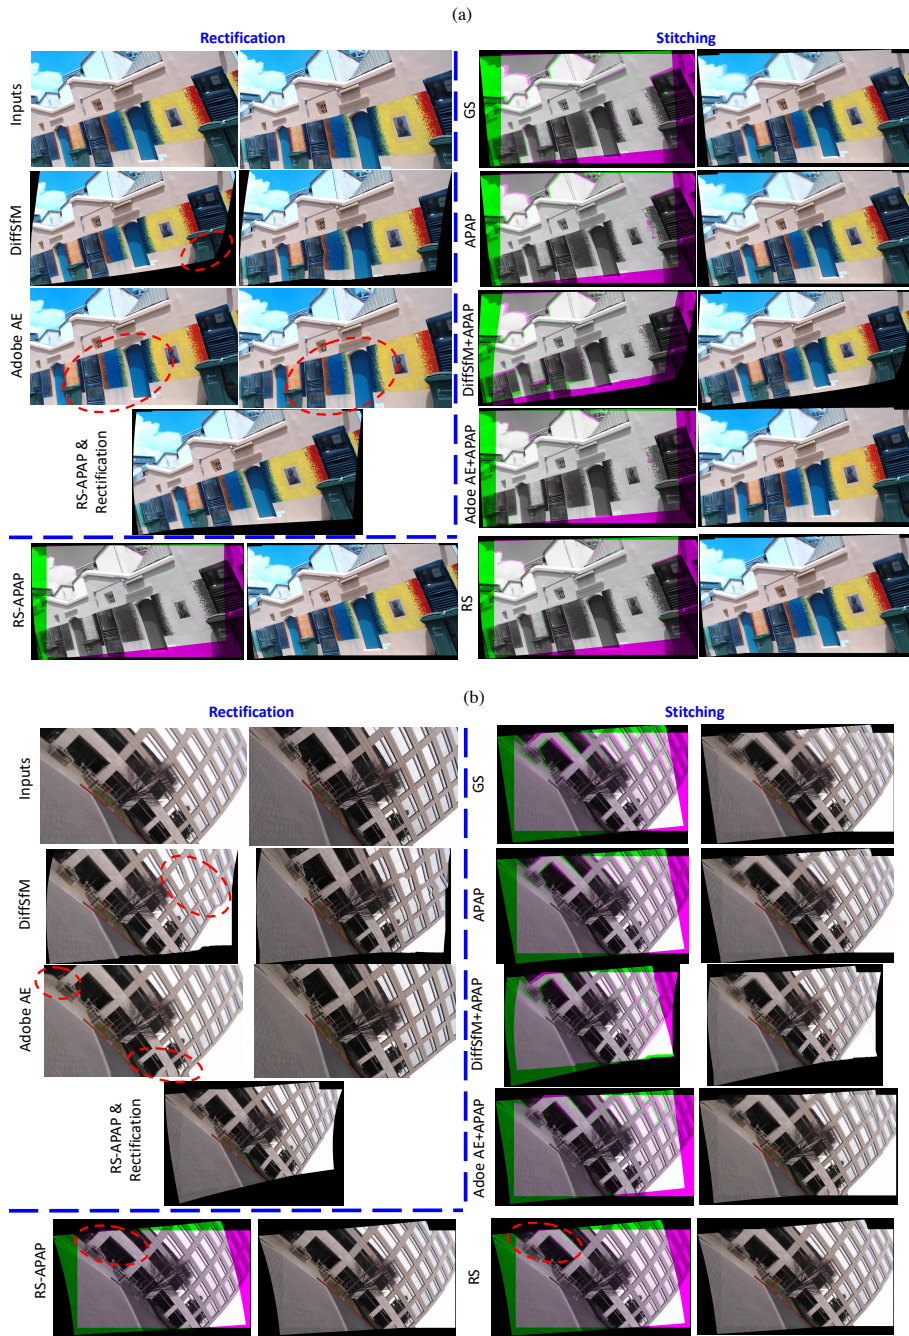 (a)
Rectification
Stitching
Inputs
GS
DiffSfM
APAP
Adobe AE
DiffSfM+APAP
RS-APAP &
Rectification
Adoe AE+APAP
RS-APAP
RS
(b)
Rectification
Stitching
Inputs
GS
DiffSfM
APAP
Adobe AE
DiffSfM+APAP
RS-APAP &
Rectification
Adoe AE+APAP
RS-APAP
RS